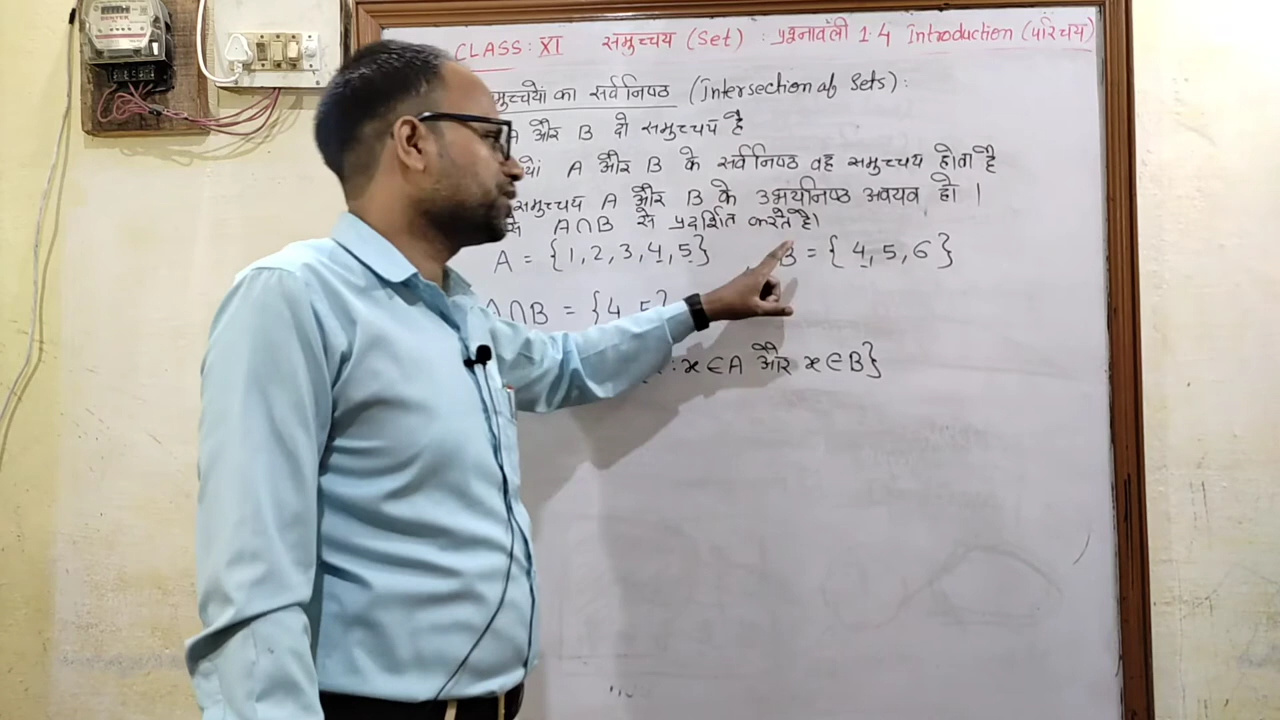 CLASS: XI समुच्चय (Set) : प्रश्नावली 1.4 Introduction (परिचय)
मुच्चयों का सर्वनिष्ठ (Intersection of Sets) :
A और B दो समुच्चय है
यों A और B के सर्वनिष्ठ वह समुच्चय होता है
समुच्चय A और B के उभयनिष्ठ अवयव हो ।
से A∩B से प्रदर्शित करते है।
A = {1, 2, 3, 4, 5} B = { 4, 5, 6 }
A∩B = {4, 5}
: x ∈ A और x ∈ B}